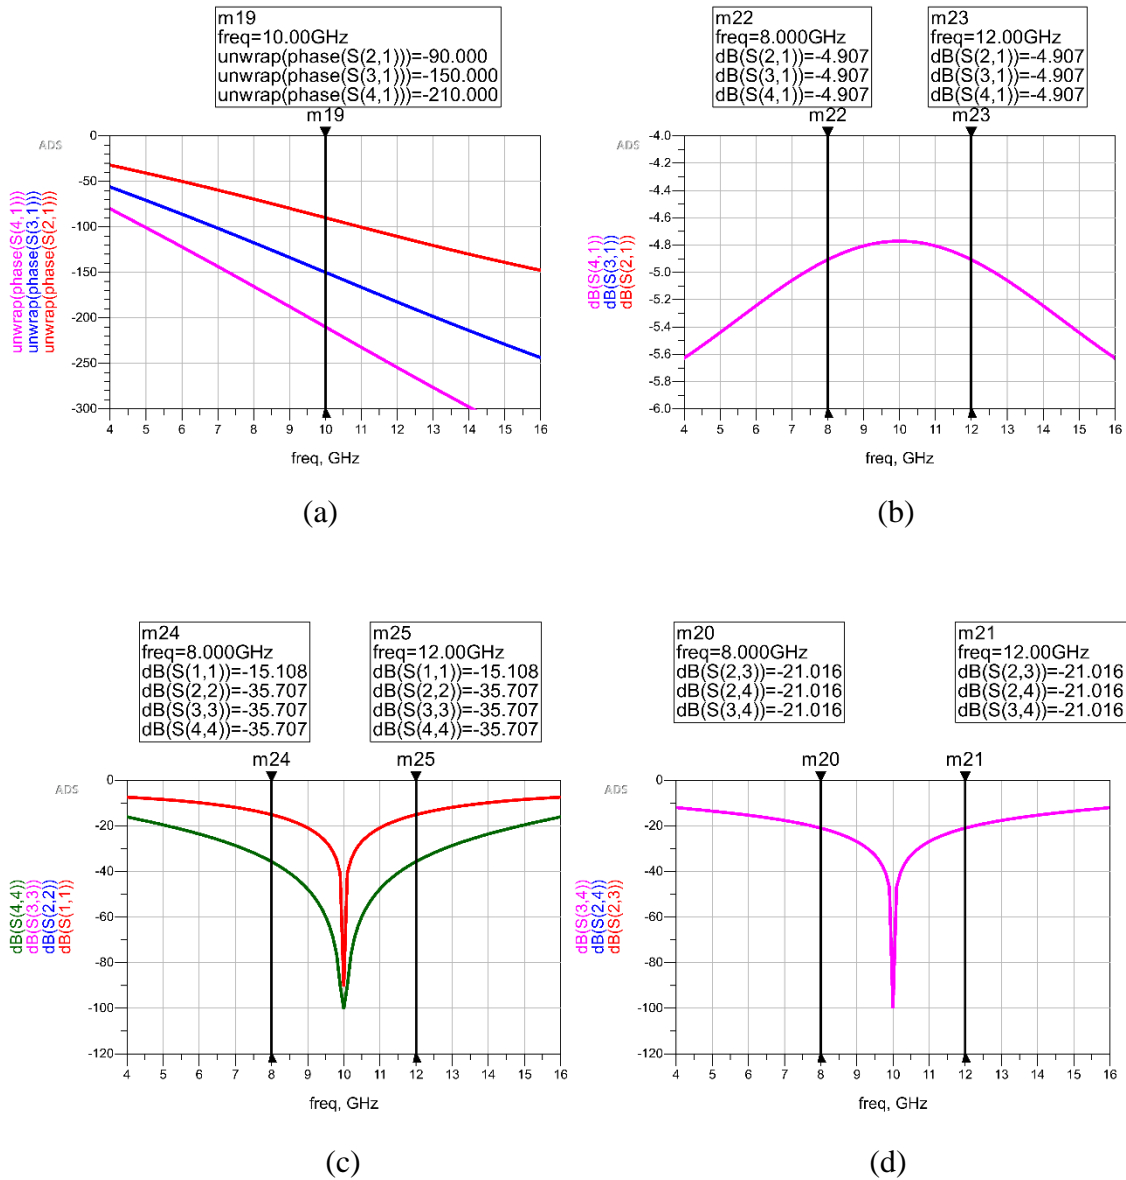 m19
freq=10.00GHz
unwrap(phase(S(2,1)))=-90.000
unwrap(phase(S(3,1)))=-150.000
unwrap(phase(S(4,1)))=-210.000
m19
ADS
unwrap(phase(S(4,1)))
unwrap(phase(S(3,1)))
unwrap(phase(S(2,1)))
0
-50
-100
-150
-200
-250
-300
4 5 6 7 8 9 10 11 12 13 14 15 16
freq, GHz
(a)
m22
freq=8.000GHz
dB(S(2,1))=-4.907
dB(S(3,1))=-4.907
dB(S(4,1))=-4.907
m23
freq=12.00GHz
dB(S(2,1))=-4.907
dB(S(3,1))=-4.907
dB(S(4,1))=-4.907
m22 m23
ADS
dB(S(4,1))
dB(S(3,1))
dB(S(2,1))
-4.0
-4.2
-4.4
-4.6
-4.8
-5.0
-5.2
-5.4
-5.6
-5.8
-6.0
4 5 6 7 8 9 10 11 12 13 14 15 16
freq, GHz
(b)
m24
freq=8.000GHz
dB(S(1,1))=-15.108
dB(S(2,2))=-35.707
dB(S(3,3))=-35.707
dB(S(4,4))=-35.707
m25
freq=12.00GHz
dB(S(1,1))=-15.108
dB(S(2,2))=-35.707
dB(S(3,3))=-35.707
dB(S(4,4))=-35.707
m24 m25
ADS
dB(S(4,4))
dB(S(3,3))
dB(S(2,2))
dB(S(1,1))
0
-20
-40
-60
-80
-100
-120
4 5 6 7 8 9 10 11 12 13 14 15 16
freq, GHz
(c)
m20
freq=8.000GHz
dB(S(2,3))=-21.016
dB(S(2,4))=-21.016
dB(S(3,4))=-21.016
m21
freq=12.00GHz
dB(S(2,3))=-21.016
dB(S(2,4))=-21.016
dB(S(3,4))=-21.016
m20 m21
ADS
dB(S(3,4))
dB(S(2,4))
dB(S(2,3))
0
-20
-40
-60
-80
-100
-120
4 5 6 7 8 9 10 11 12 13 14 15 16
freq, GHz
(d)